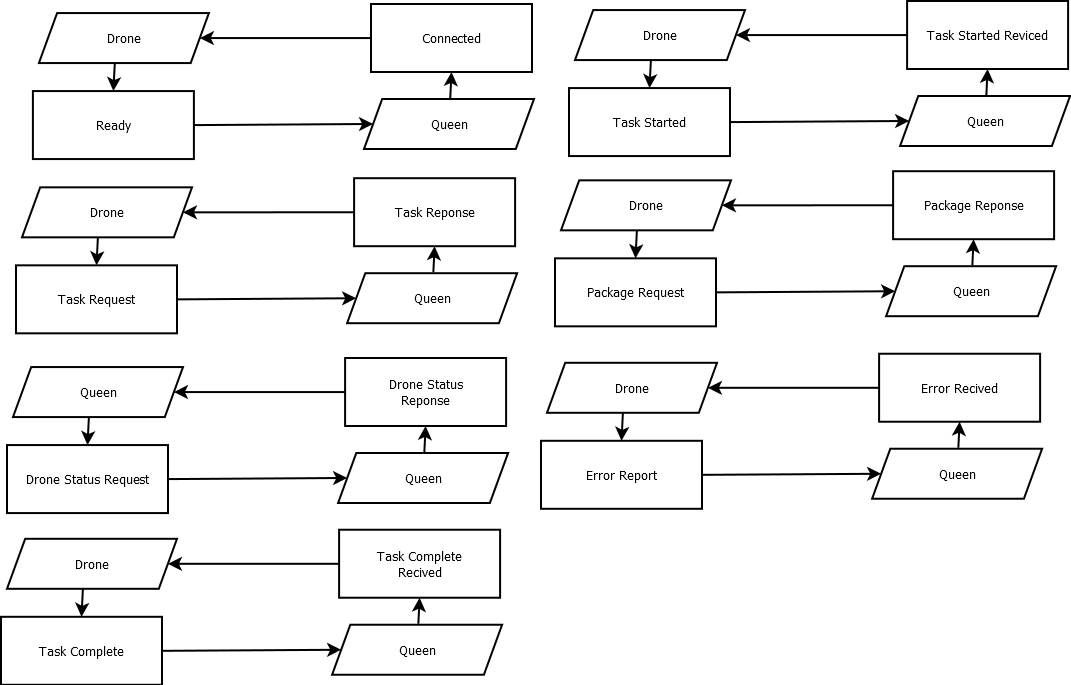 Drone
Connected
Ready
Queen
Drone
Task Reponse
Task Request
Queen
Queen
Drone Status
Reponse
Drone Status Request
Queen
Drone
Task Complete
Recived
Task Complete
Queen
Drone
Task Started Reviced
Task Started
Queen
Drone
Package Reponse
Package Request
Queen
Drone
Error Recived
Error Report
Queen